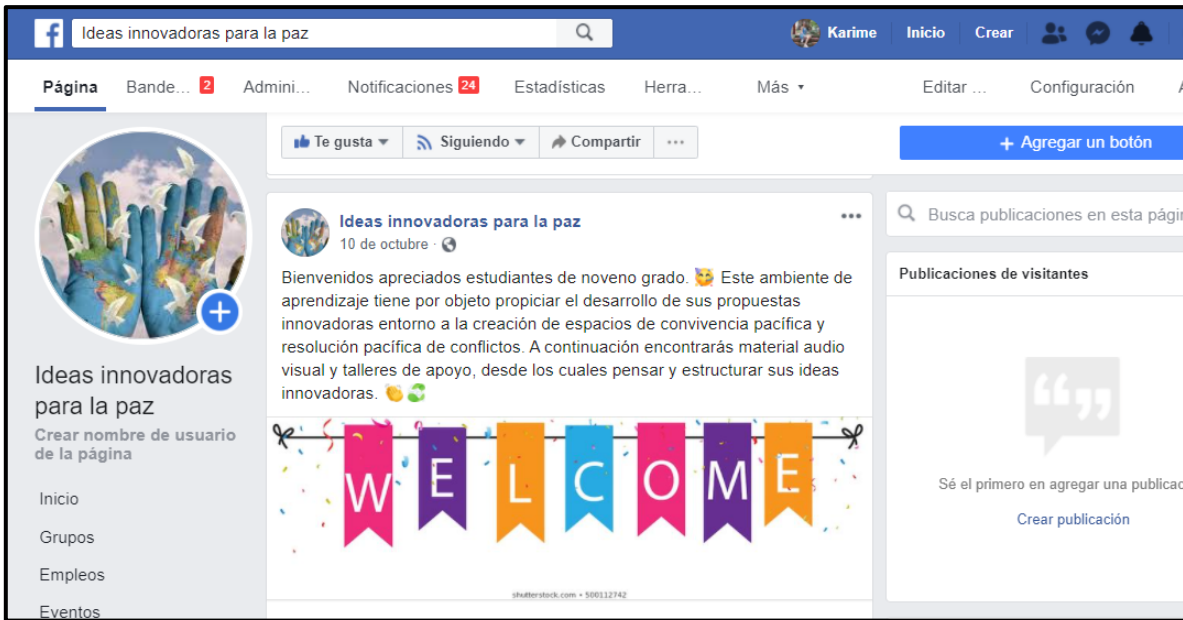 Ideas innovadoras para la paz
Karime Inicio Crear
Página Bande... 2 Admini... Notificaciones 24 Estadísticas Herra... Más Editar ... Configuración
Te gusta Siguiendo Compartir ...
+ Agregar un botón
Ideas innovadoras para la paz
Crear nombre de usuario
de la página
Inicio
Grupos
Empleos
Eventos
Ideas innovadoras para la paz
10 de octubre
Bienvenidos apreciados estudiantes de noveno grado. 🥳 Este ambiente de
aprendizaje tiene por objeto propiciar el desarrollo de sus propuestas
innovadoras entorno a la creación de espacios de convivencia pacífica y
resolución pacífica de conflictos. A continuación encontrarás material audio
visual y talleres de apoyo, desde los cuales pensar y estructurar sus ideas
innovadoras. 👏♻
WELCOME
shutterstock.com • 500112742
Busca publicaciones en esta págin
Publicaciones de visitantes
Sé el primero en agregar una publicac
Crear publicación